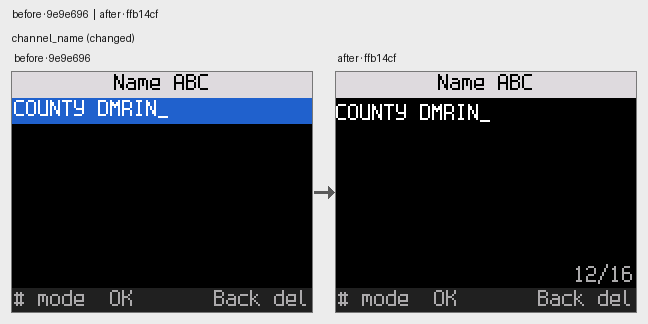 before·9e9e696 | after·ffb14cf
channel_name (changed)
before·9e9e696
after·ffb14cf
Name ABC
COUNTY DMRIN_
# mode OK Back del
Name ABC
COUNTY DMRIN_
12/16
# mode OK Back del